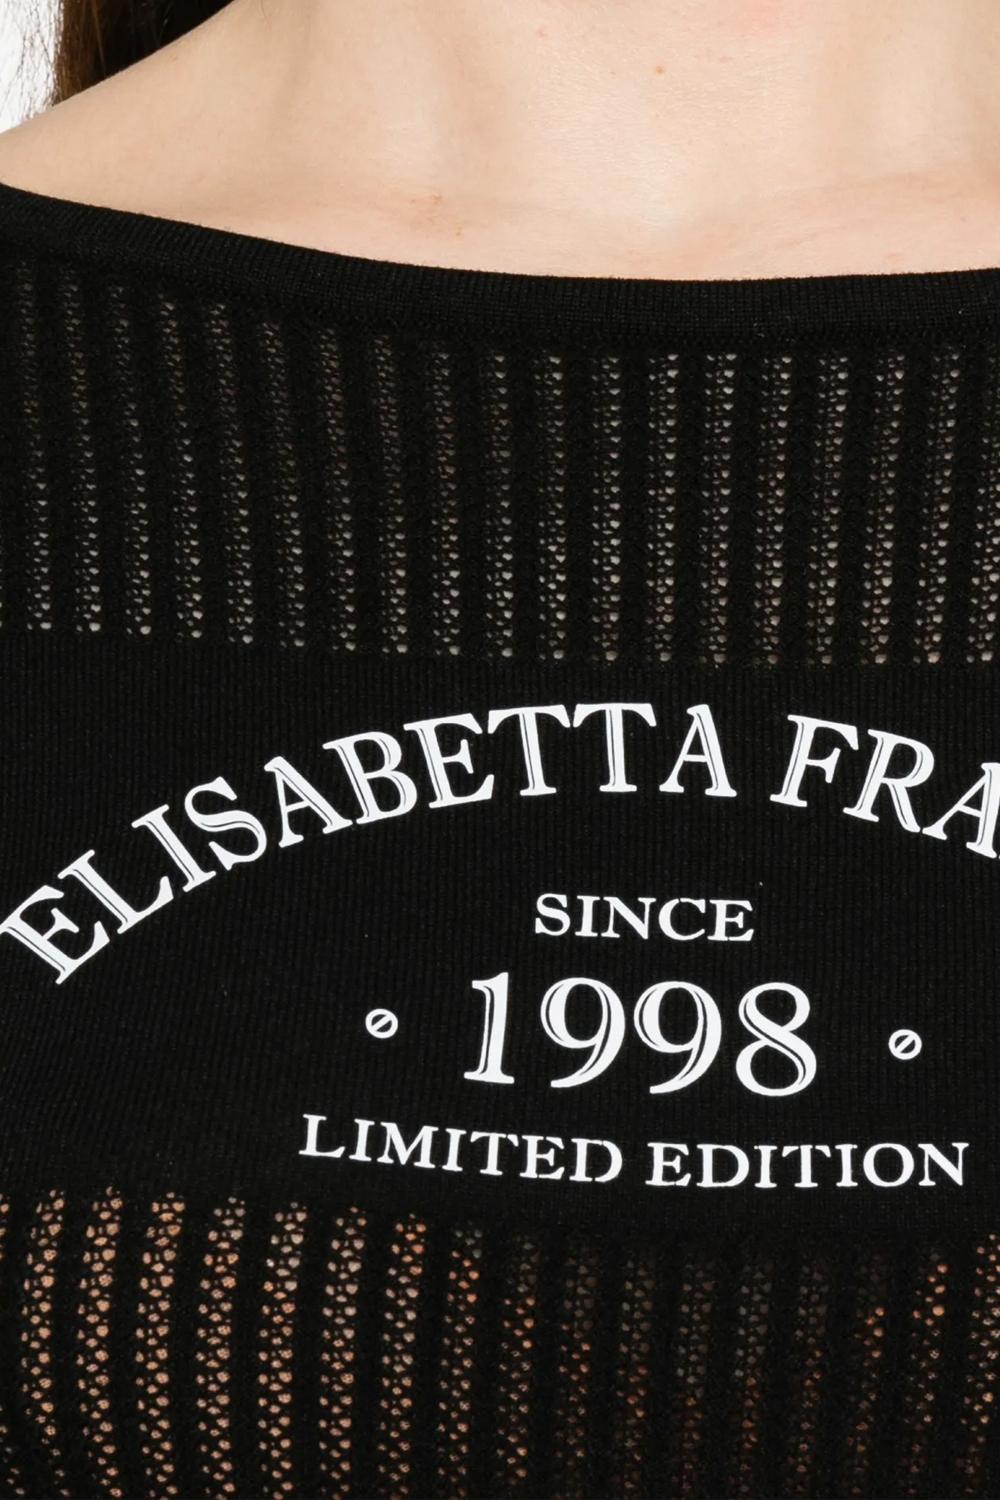 ELISABETTA FRA
SINCE
1998
LIMITED EDITION